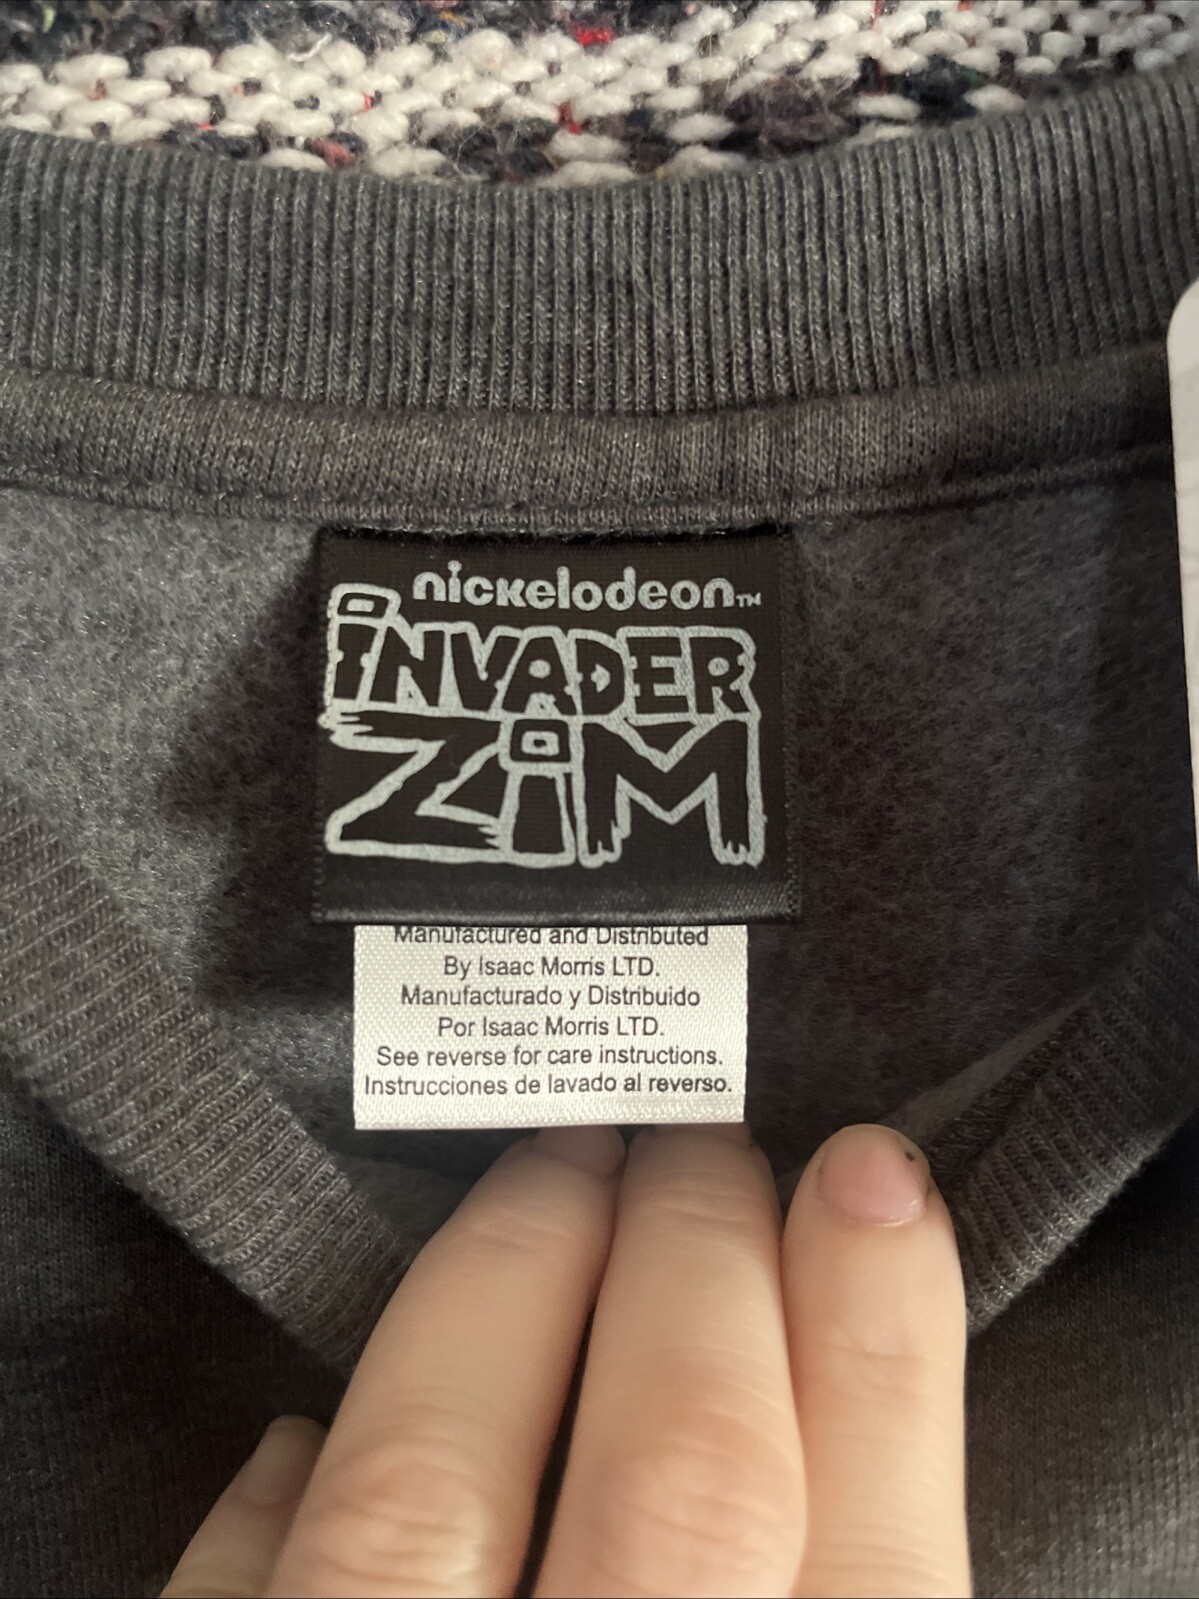 nickelodeon™
iNVADER
ZiM
Manufactured and Distributed
By Isaac Morris LTD.
Manufacturado y Distribuido
Por Isaac Morris LTD.
See reverse for care instructions.
Instrucciones de lavado al reverso.